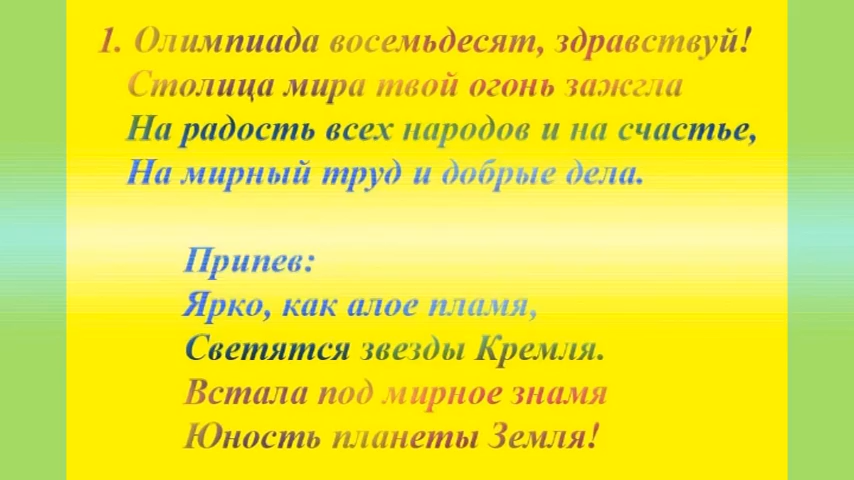 1. Олимпиада восемьдесят, здравствуй!
Столица мира твой огонь зажгла
На радость всех народов и на счастье,
На мирный труд и добрые дела.
Припев:
Ярко, как алое пламя,
Светятся звезды Кремля.
Встала под мирное знамя
Юность планеты Земля!